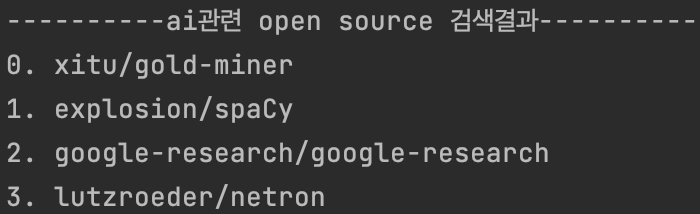 ----------ai관련 open source 검색결과----------
0. xitu/gold-miner
1. explosion/spaCy
2. google-research/google-research
3. lutzroeder/netron